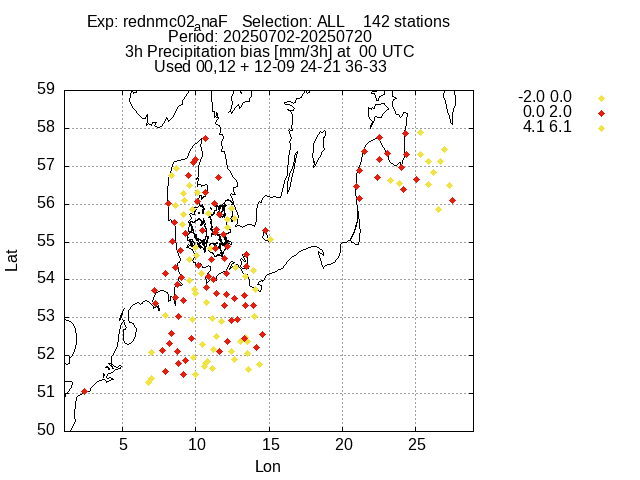 Exp: rednmc02anaF   Selection: ALL    142 stations
Period: 20250702-20250720
3h Precipitation bias [mm/3h] at  00 UTC
Used 00,12 + 12-09 24-21 36-33
-2.0 0.0
0.0 2.0
4.1 6.1
59
58
57
56
55
54
53
52
51
50
Lat
5 10 15 20 25
Lon